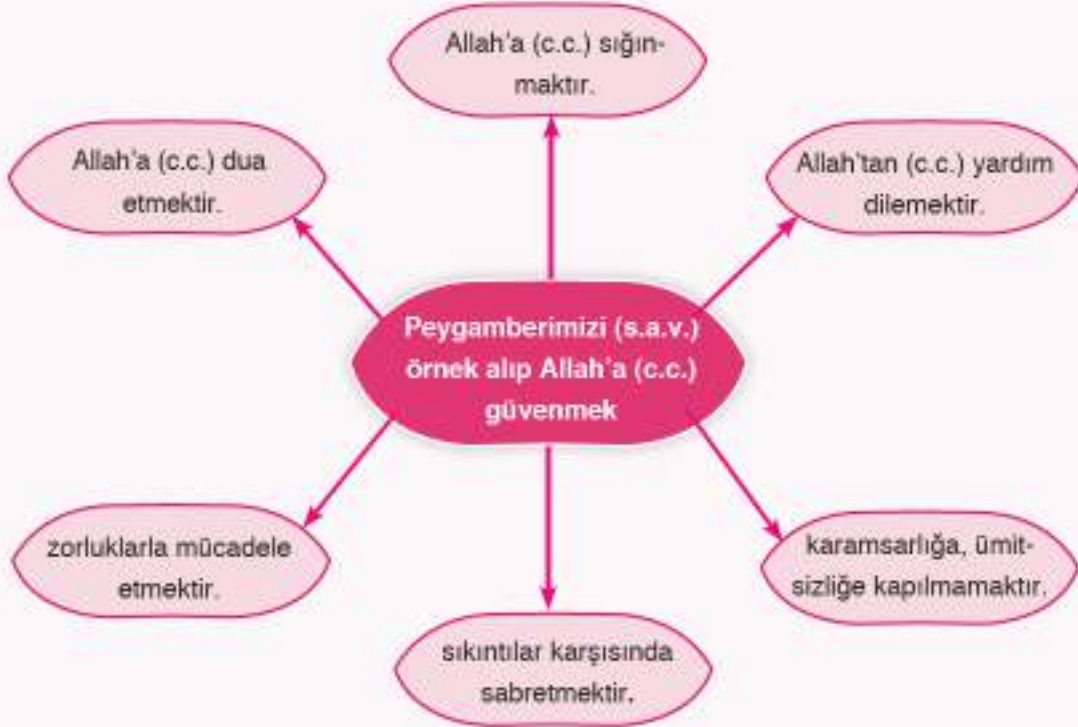 Allah'a (c.c.) sığın-
maktır.
Allah'a (c.c.) dua
etmektir.
Allah'tan (c.c.) yardım
dilemektir.
Peygamberimizi (s.a.v.)
örnek alıp Allah'a (c.c.)
güvenmek
zorluklarla mücadele
etmektir.
karamsarlığa, ümit-
sizliğe kapılmamaktır.
sıkıntılar karşısında
sabretmektir.